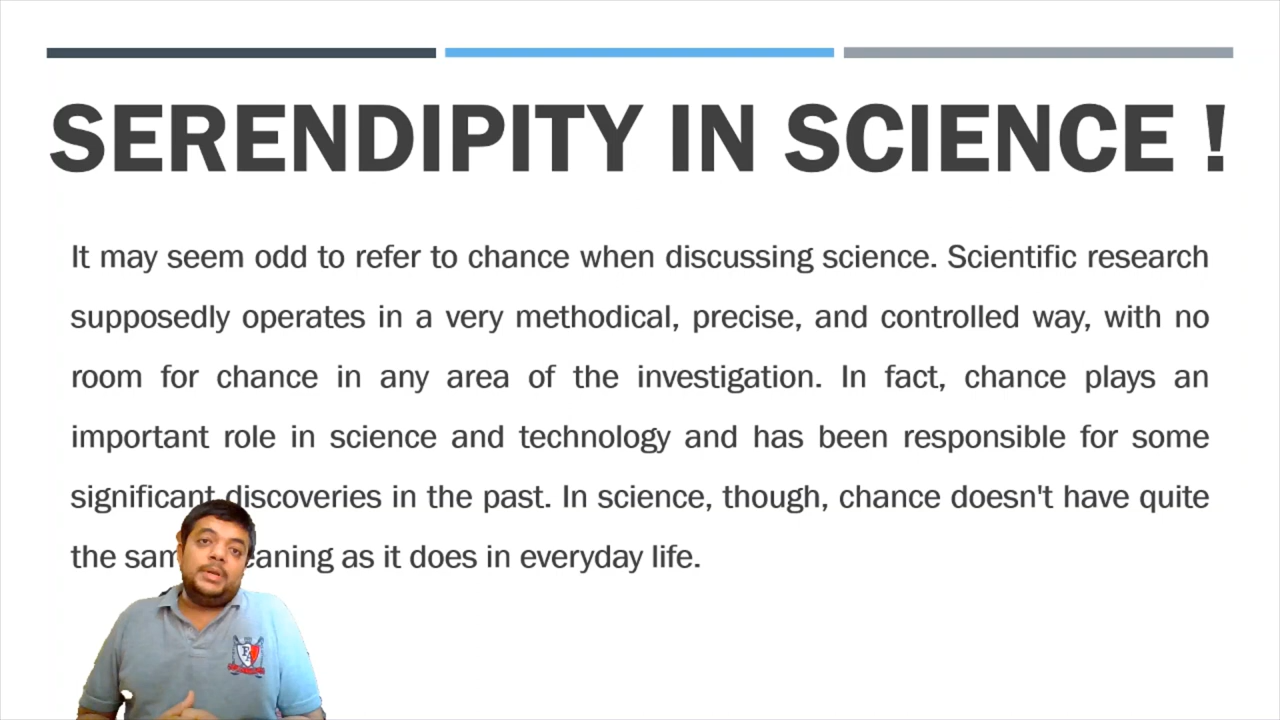 SERENDIPITY IN SCIENCE !
It may seem odd to refer to chance when discussing science. Scientific research
supposedly operates in a very methodical, precise, and controlled way, with no
room for chance in any area of the investigation. In fact, chance plays an
important role in science and technology and has been responsible for some
significant discoveries in the past. In science, though, chance doesn't have quite
the as it does in everyday life.